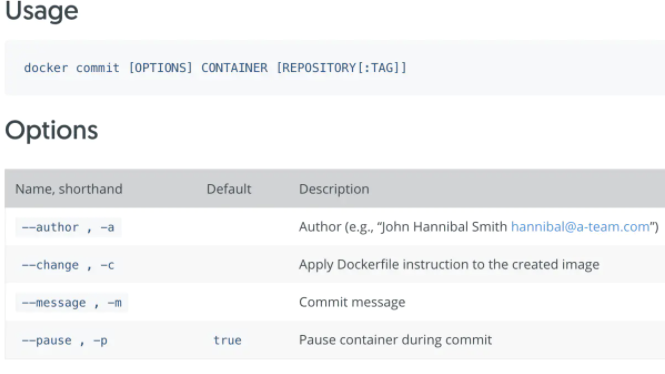 Usage
docker commit [OPTIONS] CONTAINER [REPOSITORY[:TAG]]
Options
Name, shorthand Default Description
--author , -a Author (e.g., “John Hannibal Smith hannibal@a-team.com”)
--change , -c Apply Dockerfile instruction to the created image
--message , -m Commit message
--pause , -p true Pause container during commit